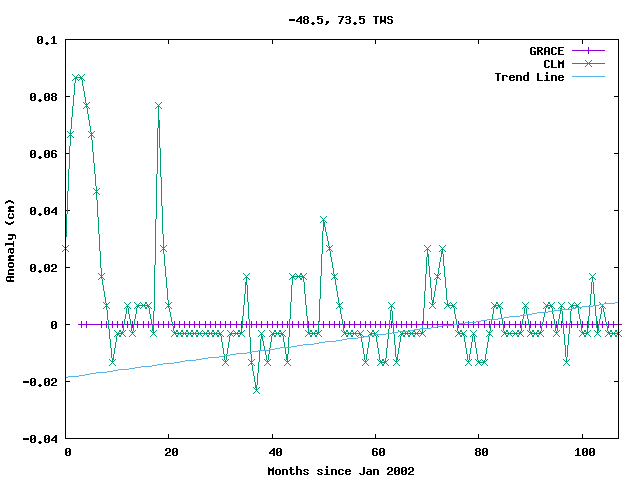 -48.5, 73.5 TWS
GRACE
CLM
Trend Line
0.1
0.08
0.06
0.04
0.02
0
-0.02
-0.04
Anomaly (cm)
0 20 40 60 80 100
Months since Jan 2002